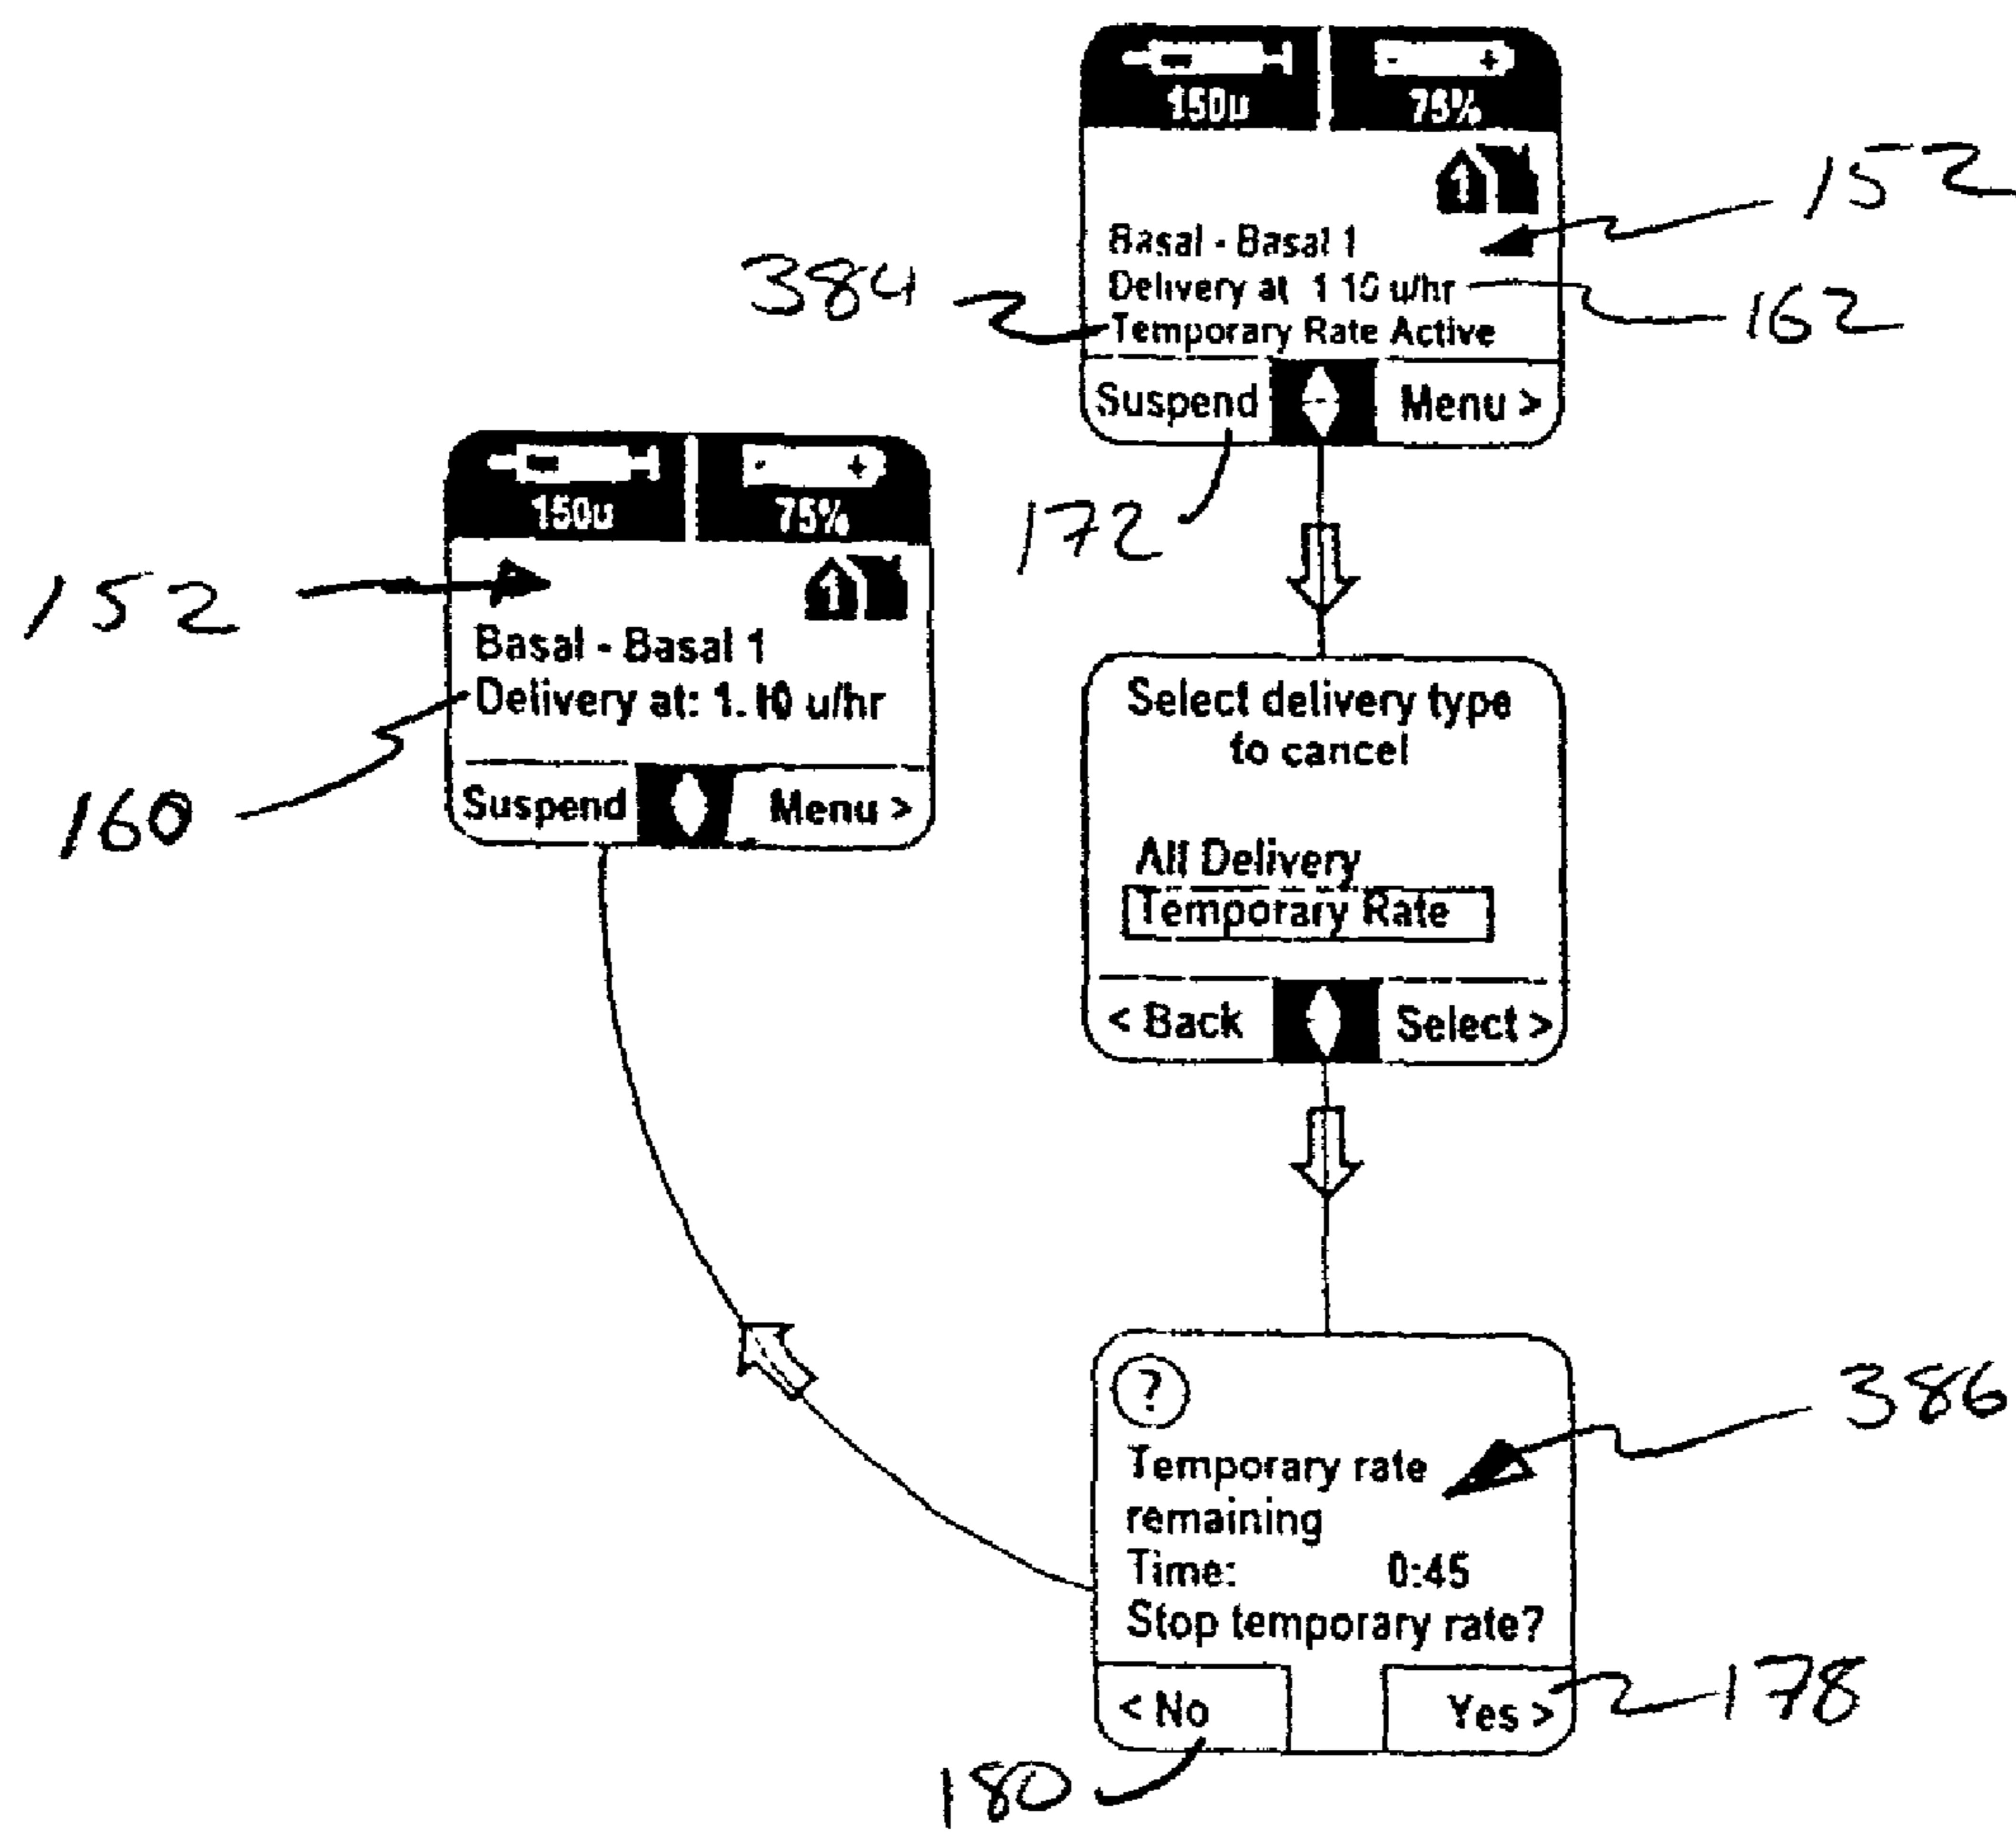 150u 75%
152
Basal - Basal 1
384
Delivery at 1 10 u/hr
162
Temporary Rate Active
Suspend Menu >
172
150u 75%
152
Basal - Basal 1
Delivery at: 1.10 u/hr
160
Suspend Menu >
Select delivery type
to cancel
All Delivery
Temporary Rate
< Back Select >
?
386
Temporary rate
remaining
Time: 0:45
Stop temporary rate?
178
< No Yes >
180